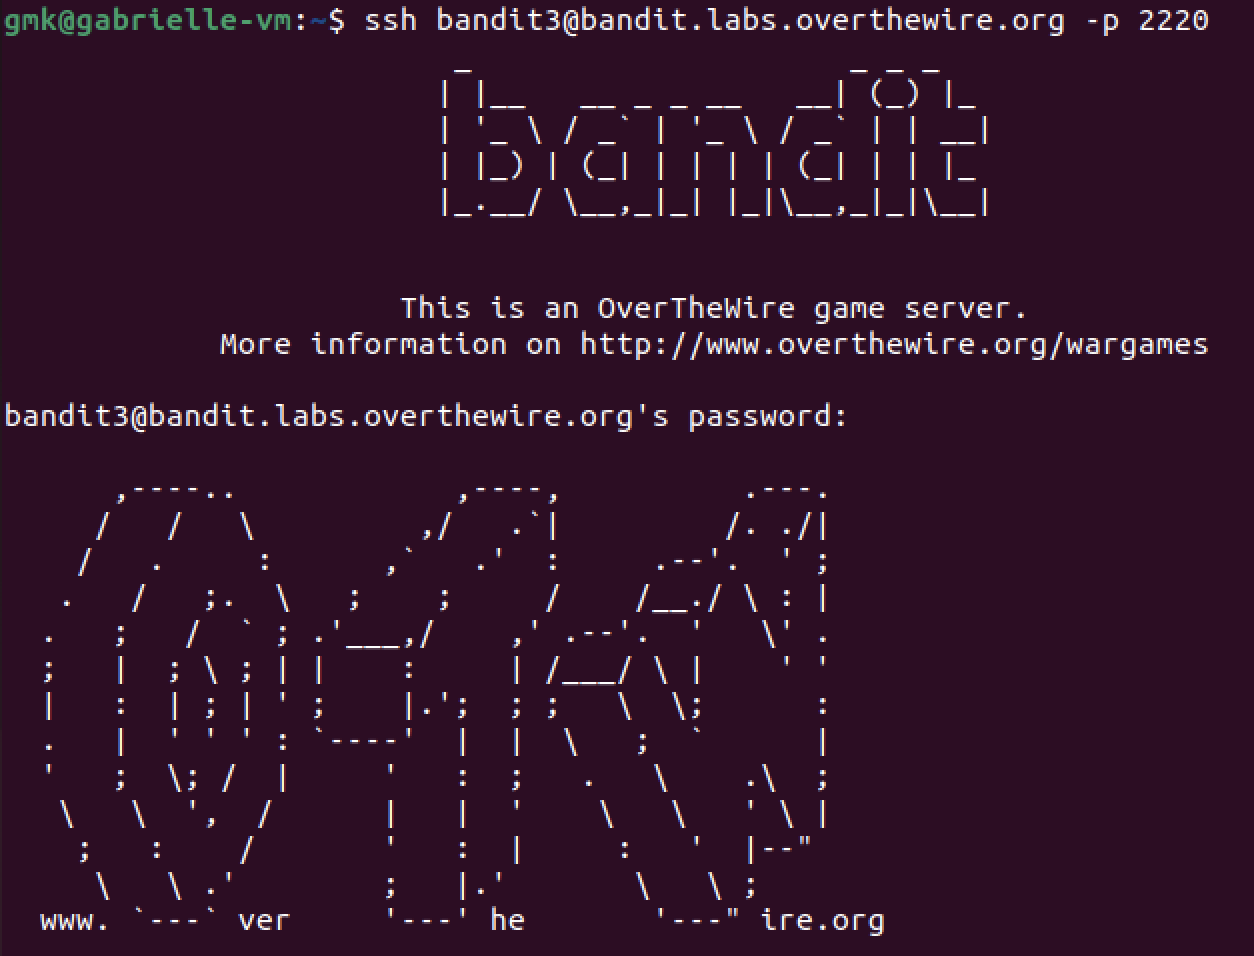 gmk@gabrielle-vm:~$ ssh bandit3@bandit.labs.overthewire.org -p 2220
bandit
This is an OverTheWire game server.
More information on http://www.overthewire.org/wargames
bandit3@bandit.labs.overthewire.org's password:
www. ver he ire.org